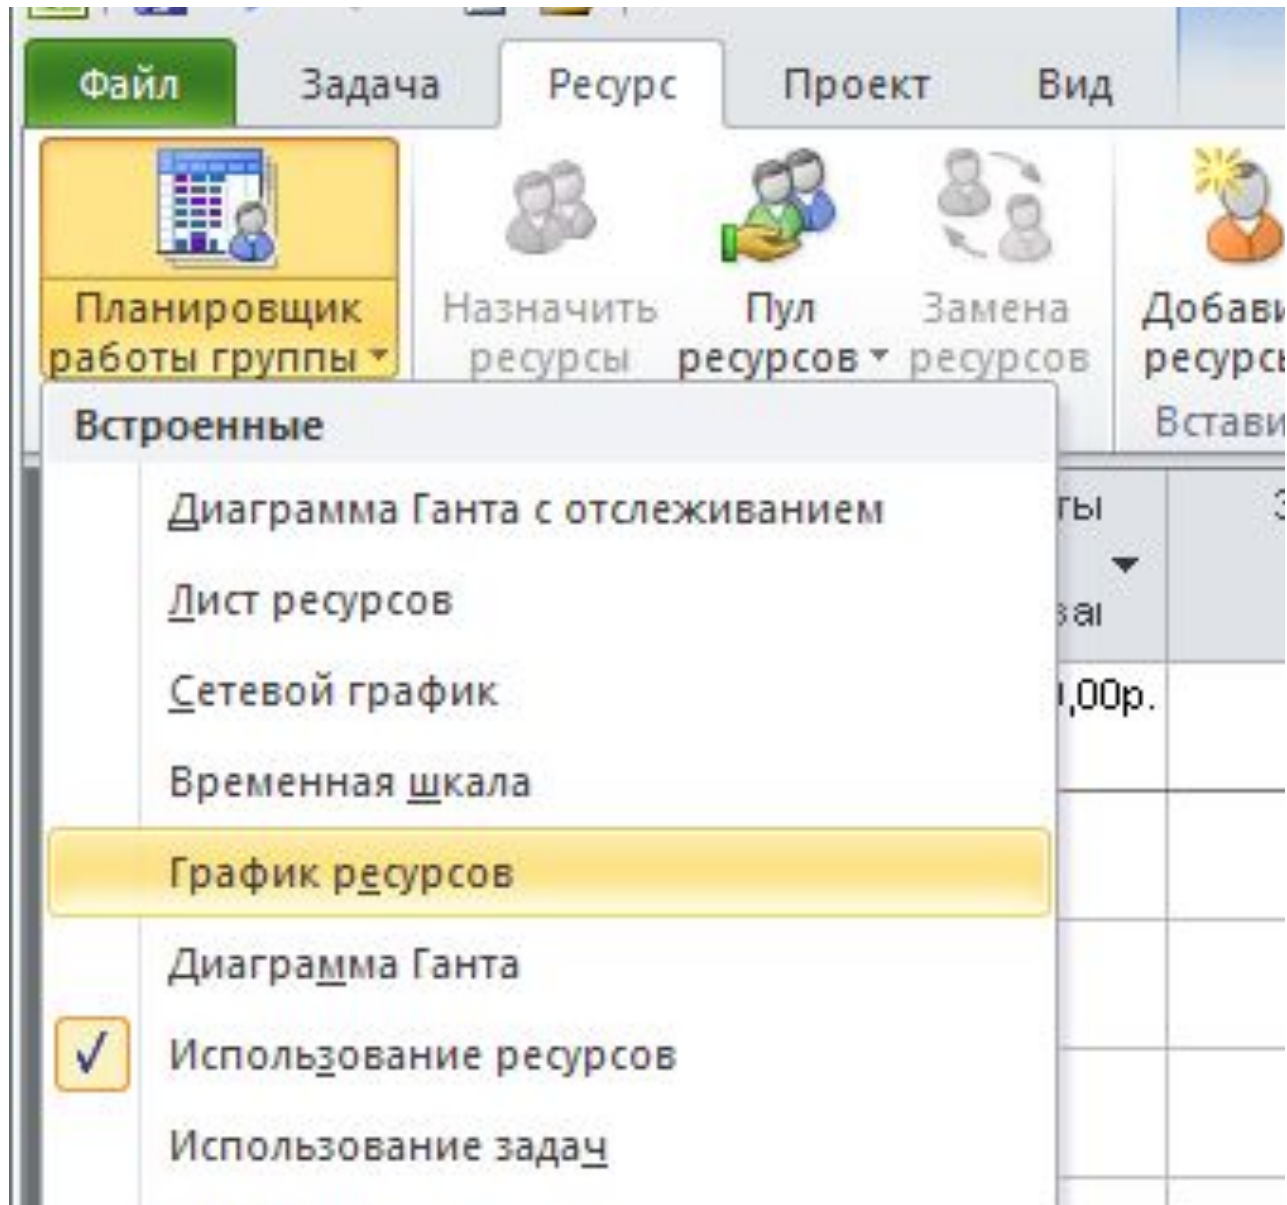 Файл Задача Ресурс Проект Вид
Планировщик Назначить Пул Замена
работы группы ресурсы ресурсов ресурсов
Встроенные
Диаграмма Ганта с отслеживанием
Лист ресурсов
Сетевой график
,00р.
Временная шкала
График ресурсов
Диаграмма Ганта
Использование ресурсов
Использование задач